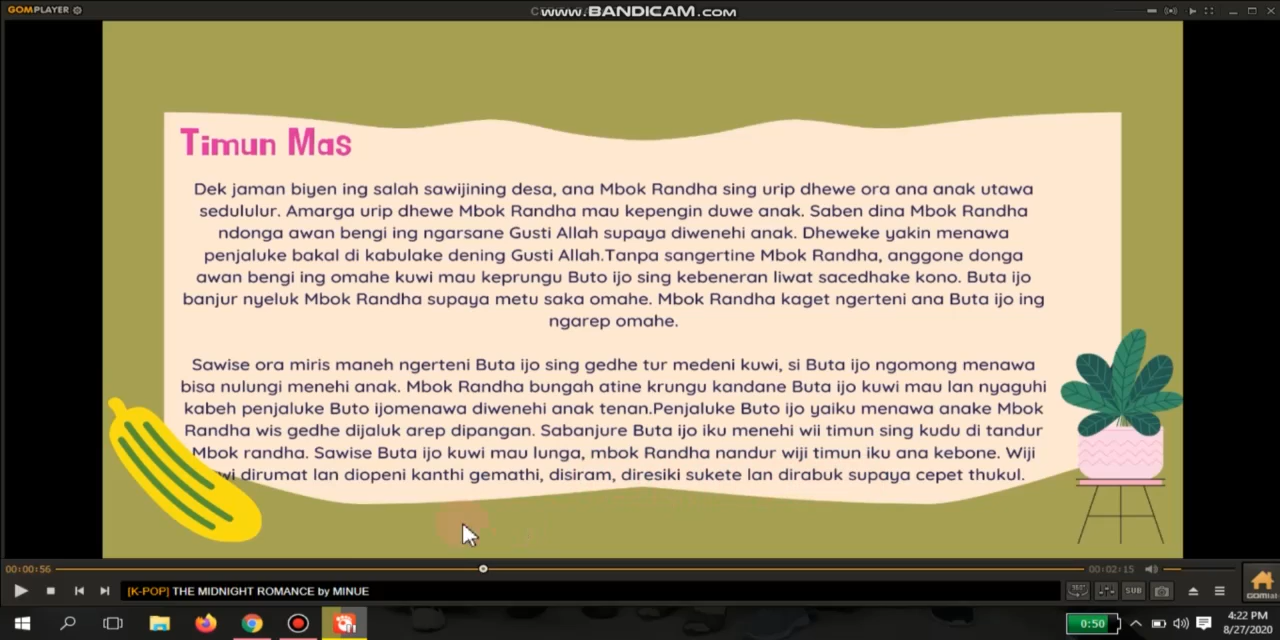 GOMPLAYER
www.BANDICAM.com
Timun Mas
Dek jaman biyen ing salah sawijining desa, ana Mbok Randha sing urip dhewe ora ana anak utawa
sedululur. Amarga urip dhewe Mbok Randha mau kepengin duwe anak. Saben dina Mbok Randha
ndonga awan bengi ing ngarsane Gusti Allah supaya diwenehi anak. Dheweke yakin menawa
penjaluke bakal di kabulake dening Gusti Allah.Tanpa sangertine Mbok Randha, anggone donga
awan bengi ing omahe kuwi mau keprungu Buto ijo sing kebeneran liwat sacedhake kono. Buta ijo
banjur nyeluk Mbok Randha supaya metu saka omahe. Mbok Randha kaget ngerteni ana Buta ijo ing
ngarep omahe.
Sawise ora miris maneh ngerteni Buta ijo sing gedhe tur medeni kuwi, si Buta ijo ngomong menawa
bisa nulungi menehi anak. Mbok Randha bungah atine krungu kandane Buta ijo kuwi mau lan nyaguhi
kabeh penjaluke Buto ijomenawa diwenehi anak tenan.Penjaluke Buto ijo yaiku menawa anake Mbok
Randha wis gedhe dijaluk arep dipangan. Sabanjure Buta ijo iku menehi wii timun sing kudu di tandur
Mbok randha. Sawise Buta ijo kuwi mau lunga, mbok Randha nandur wiji timun iku ana kebone. Wiji
dirumat lan diopeni kanthi gemathi, disiram, diresiki sukete lan dirabuk supaya cepet thukul.
00:00:56
00:02:15
[K-POP] THE MIDNIGHT ROMANCE by MINUE
360°
SUB
GOMlab
0:50
4:22 PM
8/27/2020